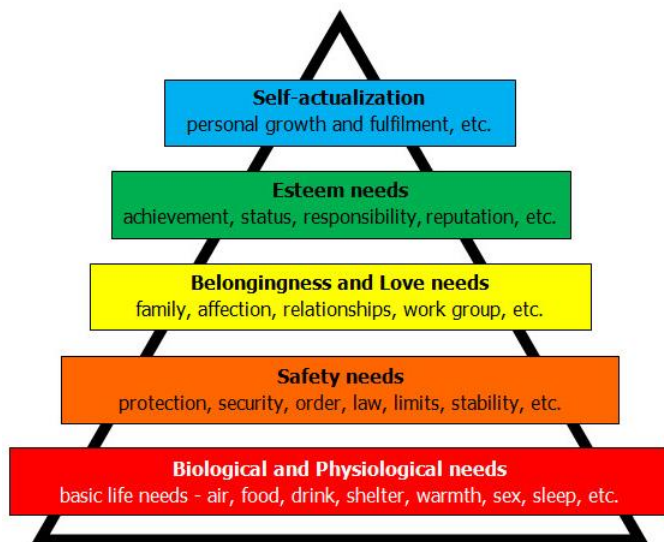 Self-actualization
personal growth and fulfilment, etc.
Esteem needs
achievement, status, responsibility, reputation, etc.
Belongingness and Love needs
family, affection, relationships, work group, etc.
Safety needs
protection, security, order, law, limits, stability, etc.
Biological and Physiological needs
basic life needs - air, food, drink, shelter, warmth, sex, sleep, etc.